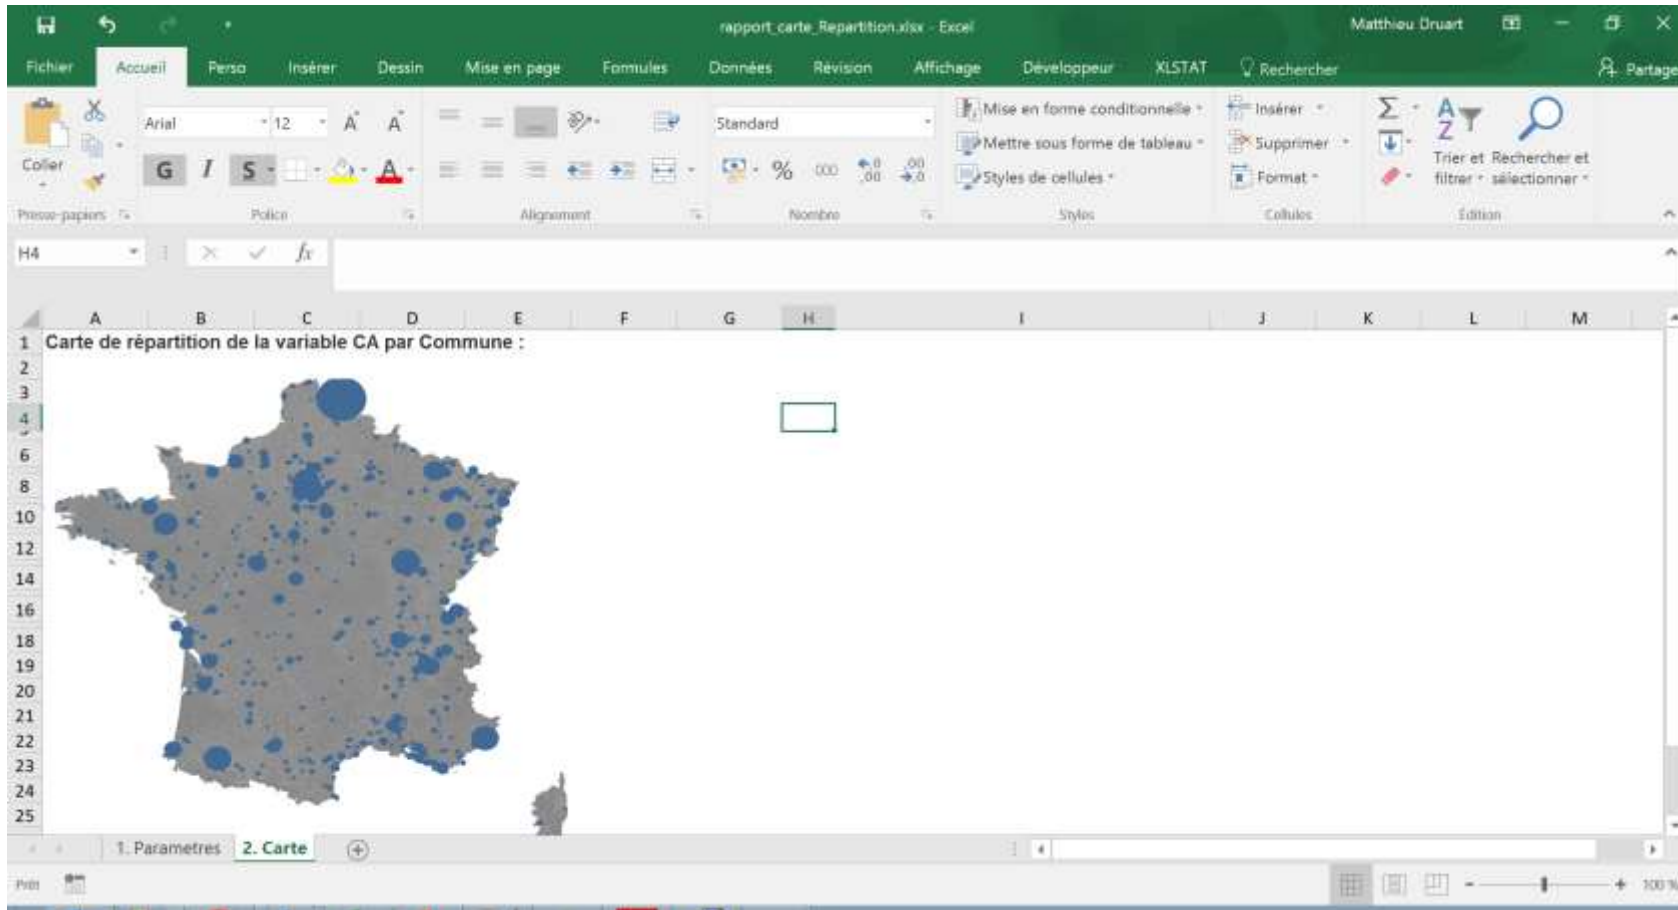 rapport_carte_Repartition.xlsx - Excel
Matthieu Druart
Fichier Accueil Perso Insérer Dessin Mise en page Formules Données Révision Affichage Développeur XLSTAT Rechercher Partage
Arial 12 A A Standard Mise en forme conditionnelle Insérer Σ A Z
Coller G I S A % 000 Mettre sous forme de tableau Supprimer Trier et Rechercher et
Styles de cellules Format filtrer sélectionner
Presse-papiers Police Alignement Nombre Styles Cellules Édition
H4 fx
A B C D E F G H I J K L M
1 Carte de répartition de la variable CA par Commune :
2
3
4
6
8
10
12
14
16
18
19
20
21
22
23
24
25
1. Parametres 2. Carte
Prêt 100 %